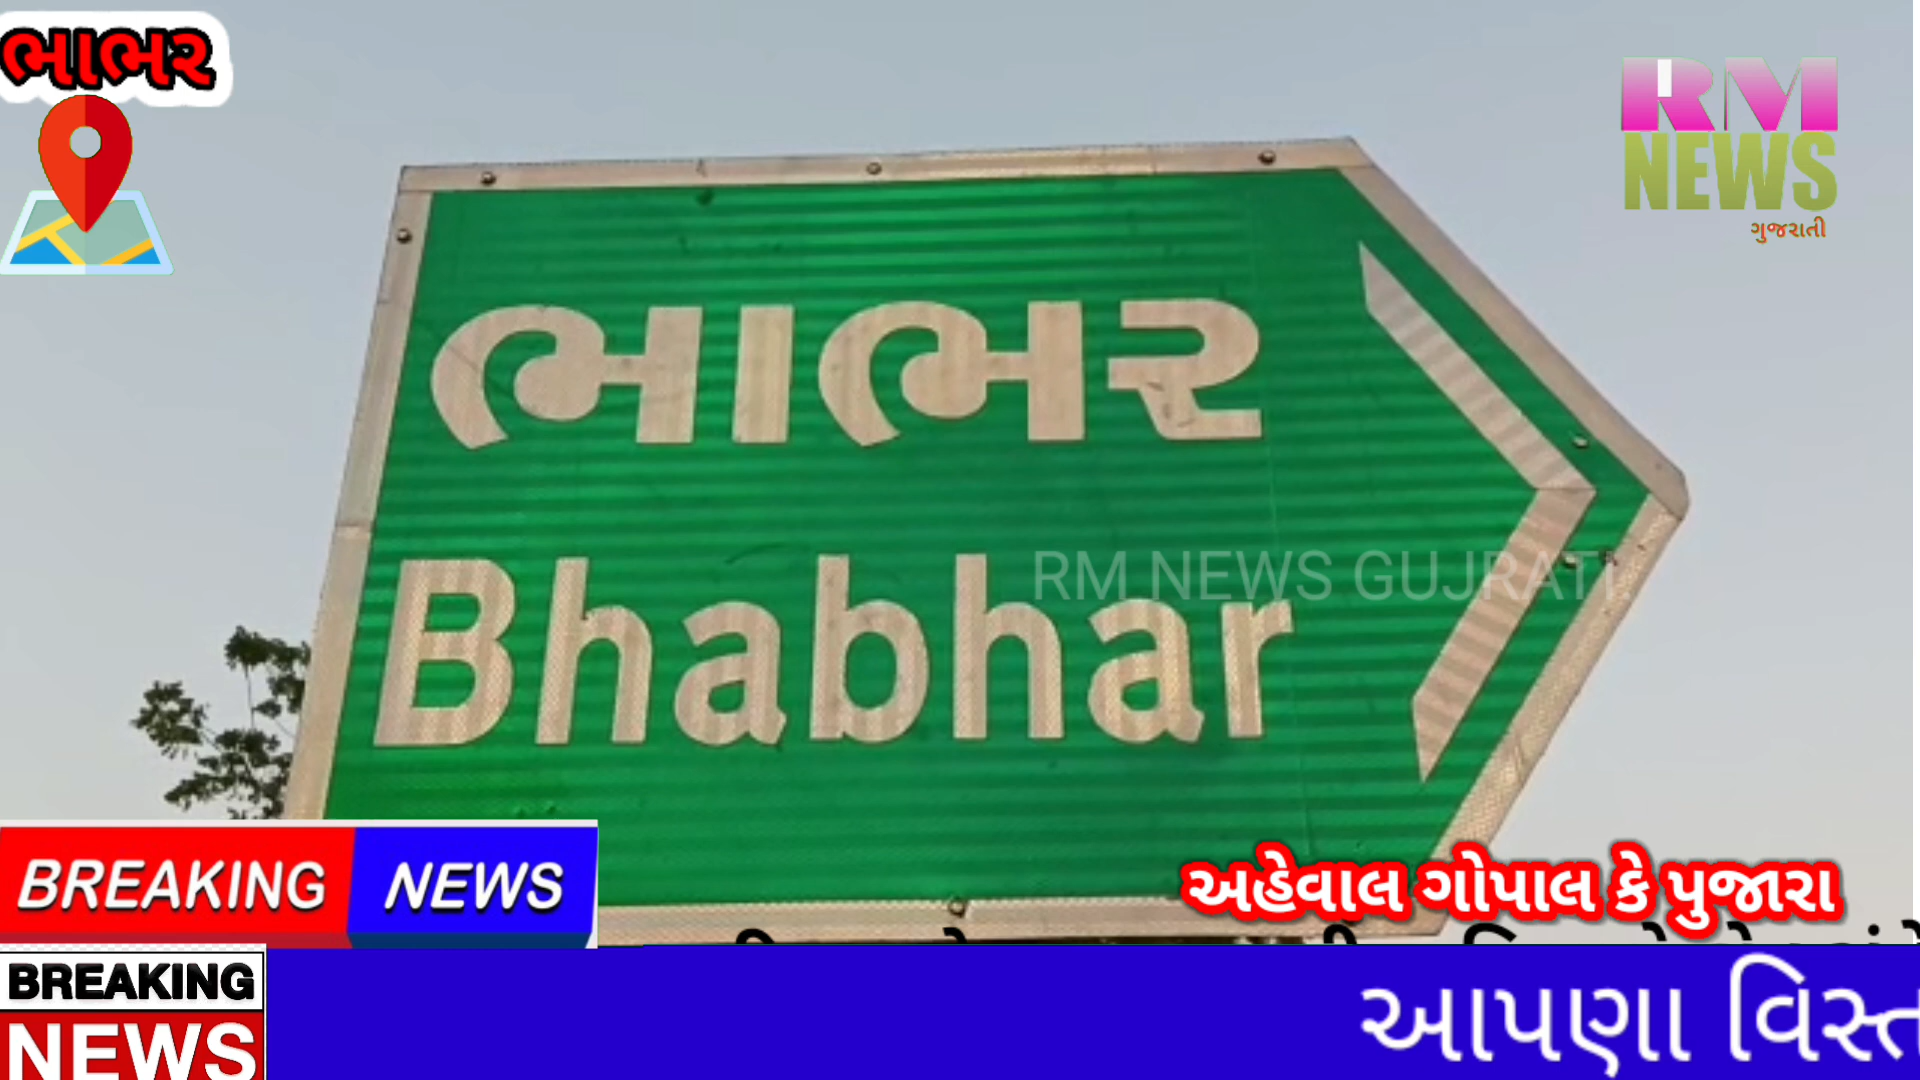 ભાભર
RM
NEWS
ગુજરાતી
ભાભર
Bhabhar
RM NEWS GUJRATI.
BREAKING NEWS
અહેવાલ ગોપાલ કે પુજારા
BREAKING
NEWS
આપણા